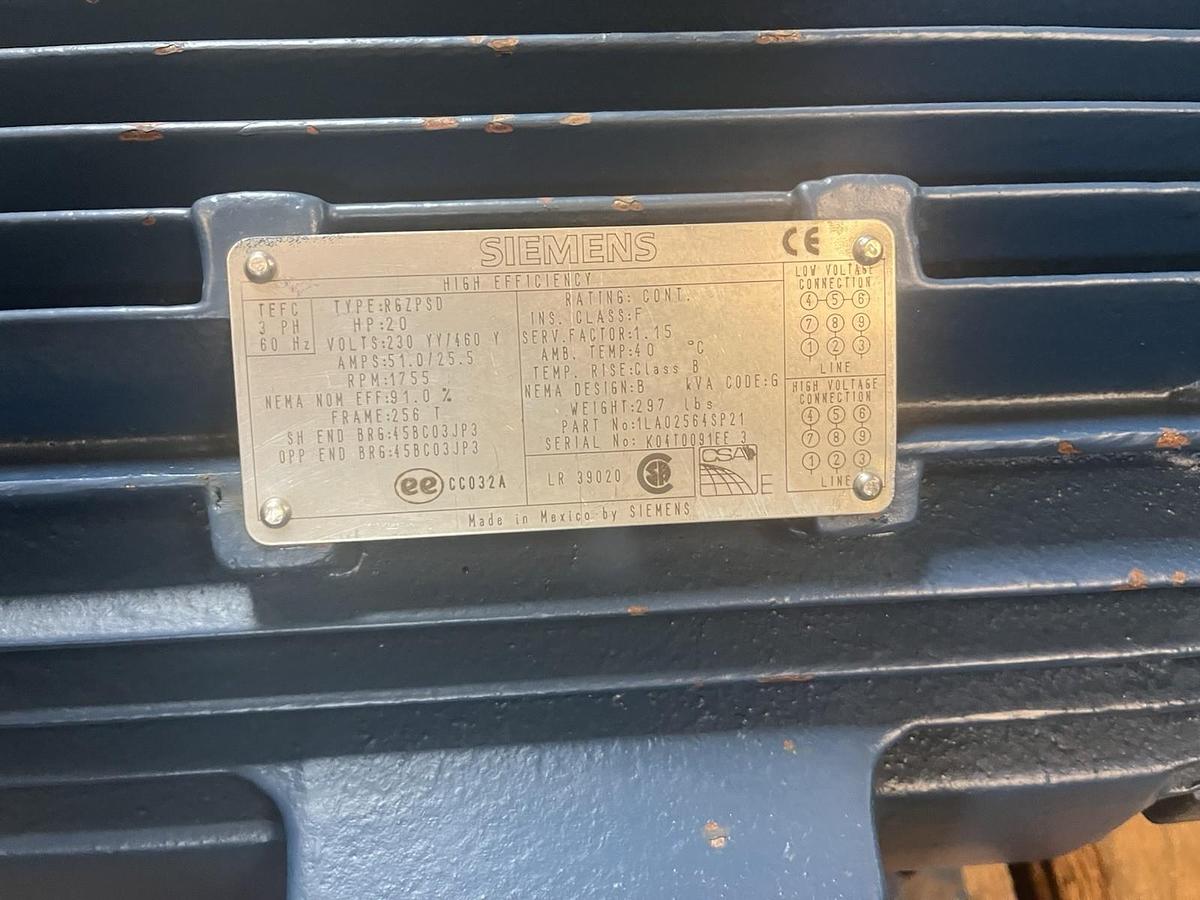 SIEMENS
CE
HIGH EFFICIENCY
TEFC
3 PH
60 Hz
TYPE:RGZPSD
HP:20
VOLTS:230 YY/460 Y
AMPS:51.0/25.5
RPM:1755
NEMA NOM EFF:91.0 %
FRAME:256 T
SH END BRG:45BC03JP3
OPP END BRG:45BC03JP3
ee CC032A
RATING: CONT.
INS. CLASS:F
SERV.FACTOR:1.15
AMB. TEMP:40 °C
TEMP. RISE:Class B
NEMA DESIGN:B KVA CODE:G
WEIGHT:297 lbs
PART No:1LA02564SP21
SERIAL No: K04T0091FE 3
LR 39020
CSA
E
LOW VOLTAGE
CONNECTION
4 5 6
7 8 9
1 2 3
LINE
HIGH VOLTAGE
CONNECTION
4 5 6
7 8 9
1 2 3
LINE
Made in Mexico by SIEMENS